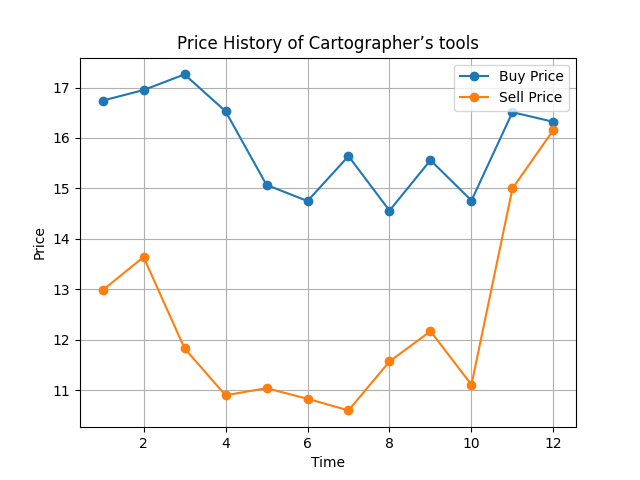 Price History of Cartographer’s tools
Buy Price
Sell Price
Price
17
16
15
14
13
12
11
2 4 6 8 10 12
Time